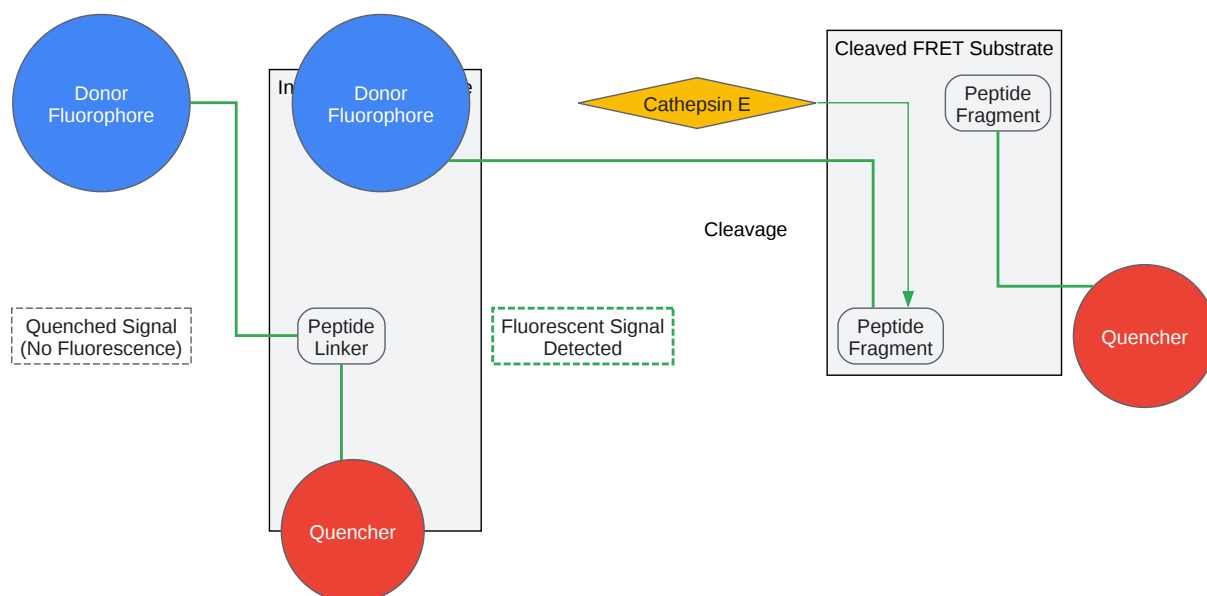 Donor
Fluorophore
In
e
Donor
Fluorophore
Cathepsin E
Cleaved FRET Substrate
Peptide
Fragment
Cleavage
Quenched Signal
(No Fluorescence)
Peptide
Linker
Fluorescent Signal
Detected
Peptide
Fragment
Quencher
Quencher